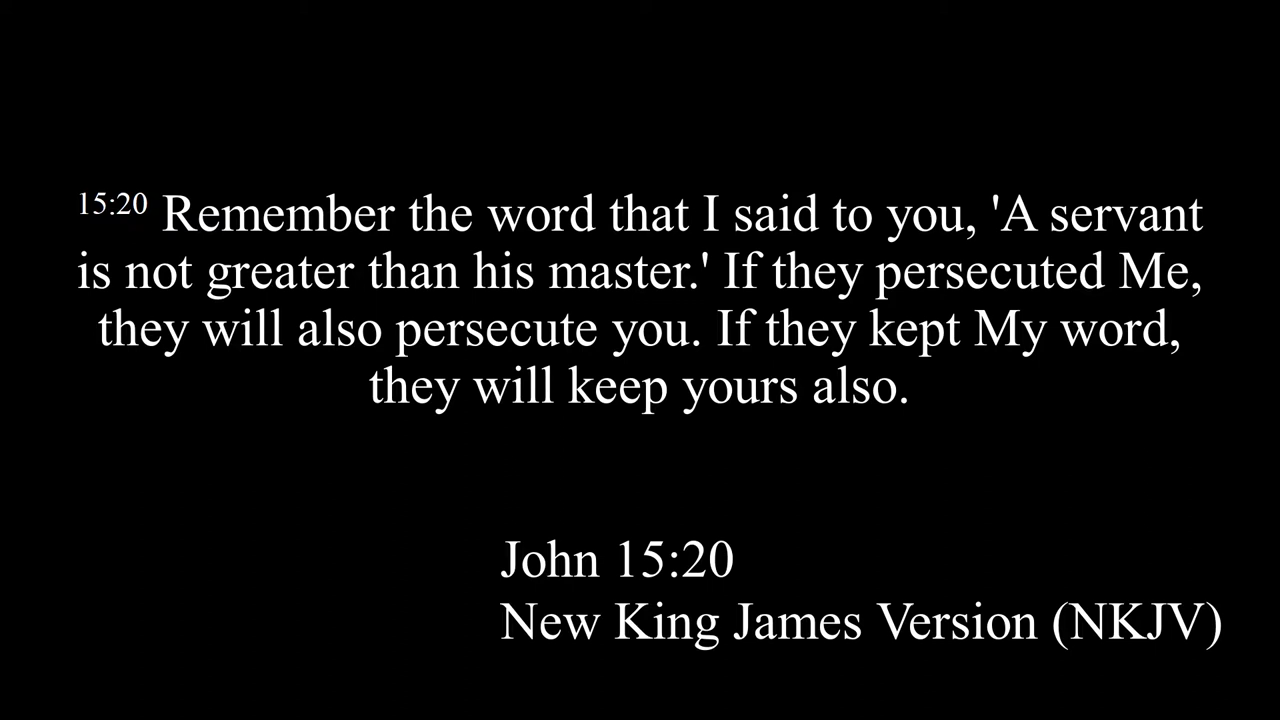 15:20 Remember the word that I said to you, 'A servant
is not greater than his master.' If they persecuted Me,
they will also persecute you. If they kept My word,
they will keep yours also.
John 15:20
New King James Version (NKJV)